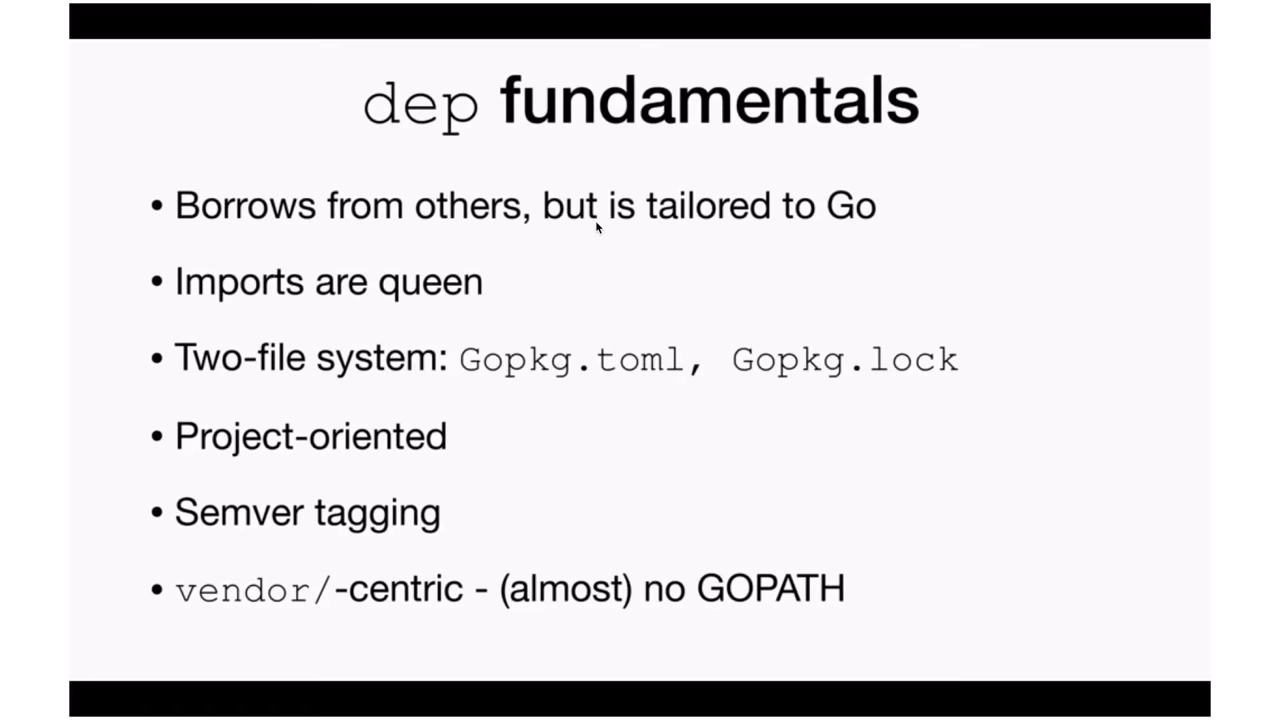 dep fundamentals
• Borrows from others, but is tailored to Go
• Imports are queen
• Two-file system: Gopkg.toml, Gopkg.lock
• Project-oriented
• Semver tagging
• vendor/-centric - (almost) no GOPATH